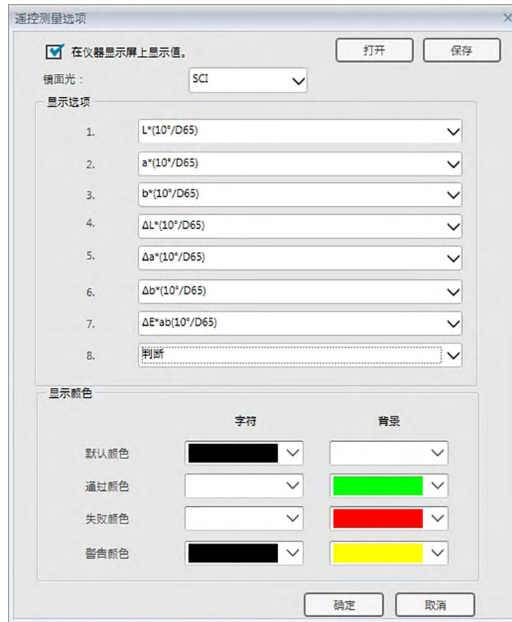 遥控测量选项
在仪器显示屏上显示值。 打开 保存
镜面光： SCI
显示选项
1. L*(10°/D65)
2. a*(10°/D65)
3. b*(10°/D65)
4. ΔL*(10°/D65)
5. Δa*(10°/D65)
6. Δb*(10°/D65)
7. ΔE*ab(10°/D65)
8. 判断
显示颜色
字符 背景
默认颜色
通过颜色
失败颜色
警告颜色
确定 取消